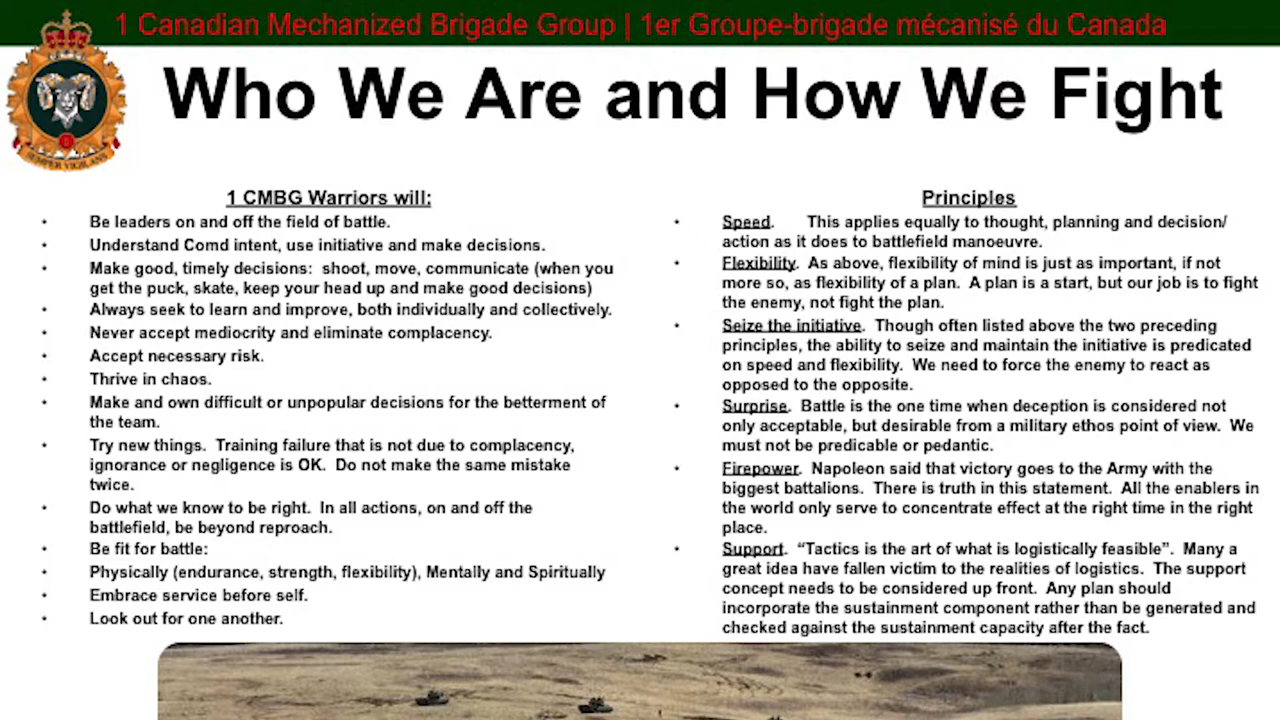 1 Canadian Mechanized Brigade Group | 1er Groupe-brigade mécanisé du Canada
SEMPER VIGILANS
Who We Are and How We Fight
1 CMBG Warriors will:
• Be leaders on and off the field of battle.
• Understand Comd intent, use initiative and make decisions.
• Make good, timely decisions: shoot, move, communicate (when you
get the puck, skate, keep your head up and make good decisions)
• Always seek to learn and improve, both individually and collectively.
• Never accept mediocrity and eliminate complacency.
• Accept necessary risk.
• Thrive in chaos.
• Make and own difficult or unpopular decisions for the betterment of
the team.
• Try new things. Training failure that is not due to complacency,
ignorance or negligence is OK. Do not make the same mistake
twice.
• Do what we know to be right. In all actions, on and off the
battlefield, be beyond reproach.
• Be fit for battle:
• Physically (endurance, strength, flexibility), Mentally and Spiritually
• Embrace service before self.
• Look out for one another.
Principles
• Speed. This applies equally to thought, planning and decision/
action as it does to battlefield manoeuvre.
• Flexibility. As above, flexibility of mind is just as important, if not
more so, as flexibility of a plan. A plan is a start, but our job is to fight
the enemy, not fight the plan.
• Seize the initiative. Though often listed above the two preceding
principles, the ability to seize and maintain the initiative is predicated
on speed and flexibility. We need to force the enemy to react as
opposed to the opposite.
• Surprise. Battle is the one time when deception is considered not
only acceptable, but desirable from a military ethos point of view. We
must not be predicable or pedantic.
• Firepower. Napoleon said that victory goes to the Army with the
biggest battalions. There is truth in this statement. All the enablers in
the world only serve to concentrate effect at the right time in the right
place.
• Support. “Tactics is the art of what is logistically feasible”. Many a
great idea have fallen victim to the realities of logistics. The support
concept needs to be considered up front. Any plan should
incorporate the sustainment component rather than be generated and
checked against the sustainment capacity after the fact.